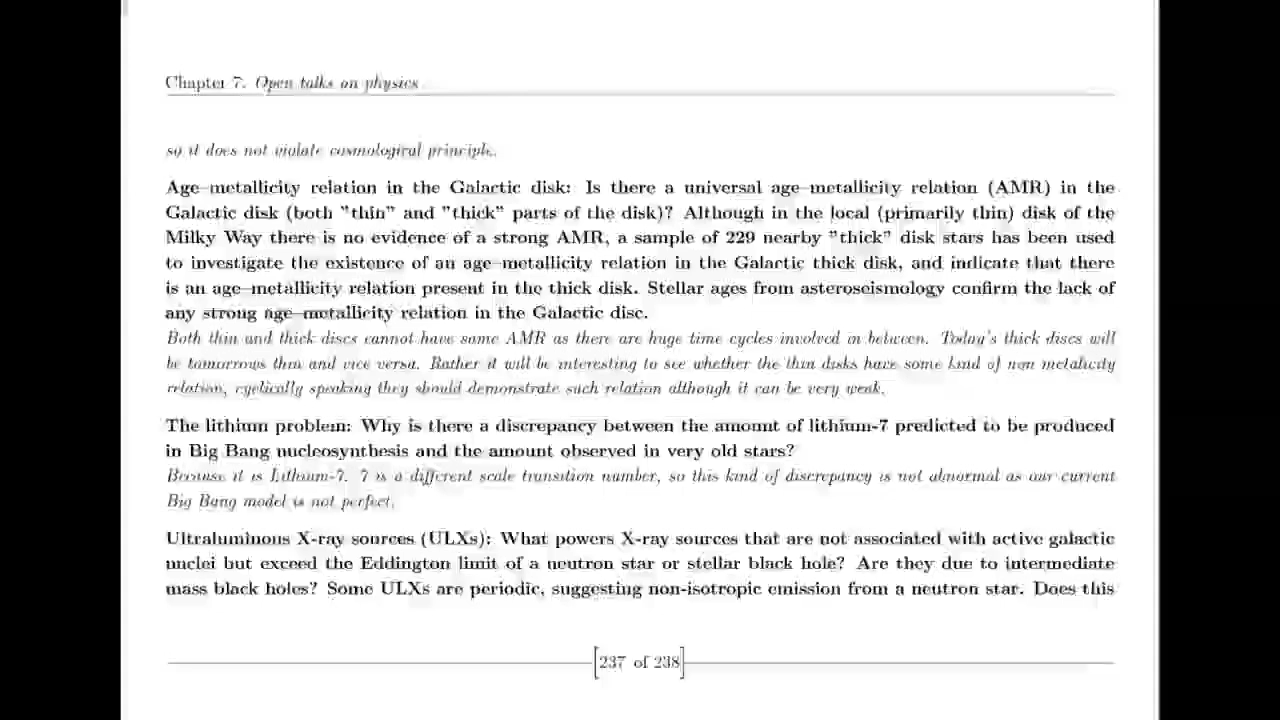 Chapter 7. Open talks on physics
so it does not violate cosmological principle.
Age–metallicity relation in the Galactic disk: Is there a universal age–metallicity relation (AMR) in the
Galactic disk (both "thin" and "thick" parts of the disk)? Although in the local (primarily thin) disk of the
Milky Way there is no evidence of a strong AMR, a sample of 229 nearby "thick" disk stars has been used
to investigate the existence of an age–metallicity relation in the Galactic thick disk, and indicate that there
is an age–metallicity relation present in the thick disk. Stellar ages from asteroseismology confirm the lack of
any strong age–metallicity relation in the Galactic disc.
Both thin and thick discs cannot have same AMR as there are huge time cycles involved in between. Today's thick discs will
be tomorrows thin and vice versa. Rather it will be interesting to see whether the thin disks have some kind of non metalicity
relation, cyclically speaking they should demonstrate such relation although it can be very weak.
The lithium problem: Why is there a discrepancy between the amount of lithium-7 predicted to be produced
in Big Bang nucleosynthesis and the amount observed in very old stars?
Because it is Lithium-7. 7 is a different scale transition number, so this kind of discrepancy is not abnormal as our current
Big Bang model is not perfect.
Ultraluminous X-ray sources (ULXs): What powers X-ray sources that are not associated with active galactic
nuclei but exceed the Eddington limit of a neutron star or stellar black hole? Are they due to intermediate
mass black holes? Some ULXs are periodic, suggesting non-isotropic emission from a neutron star. Does this
[237 of 238]